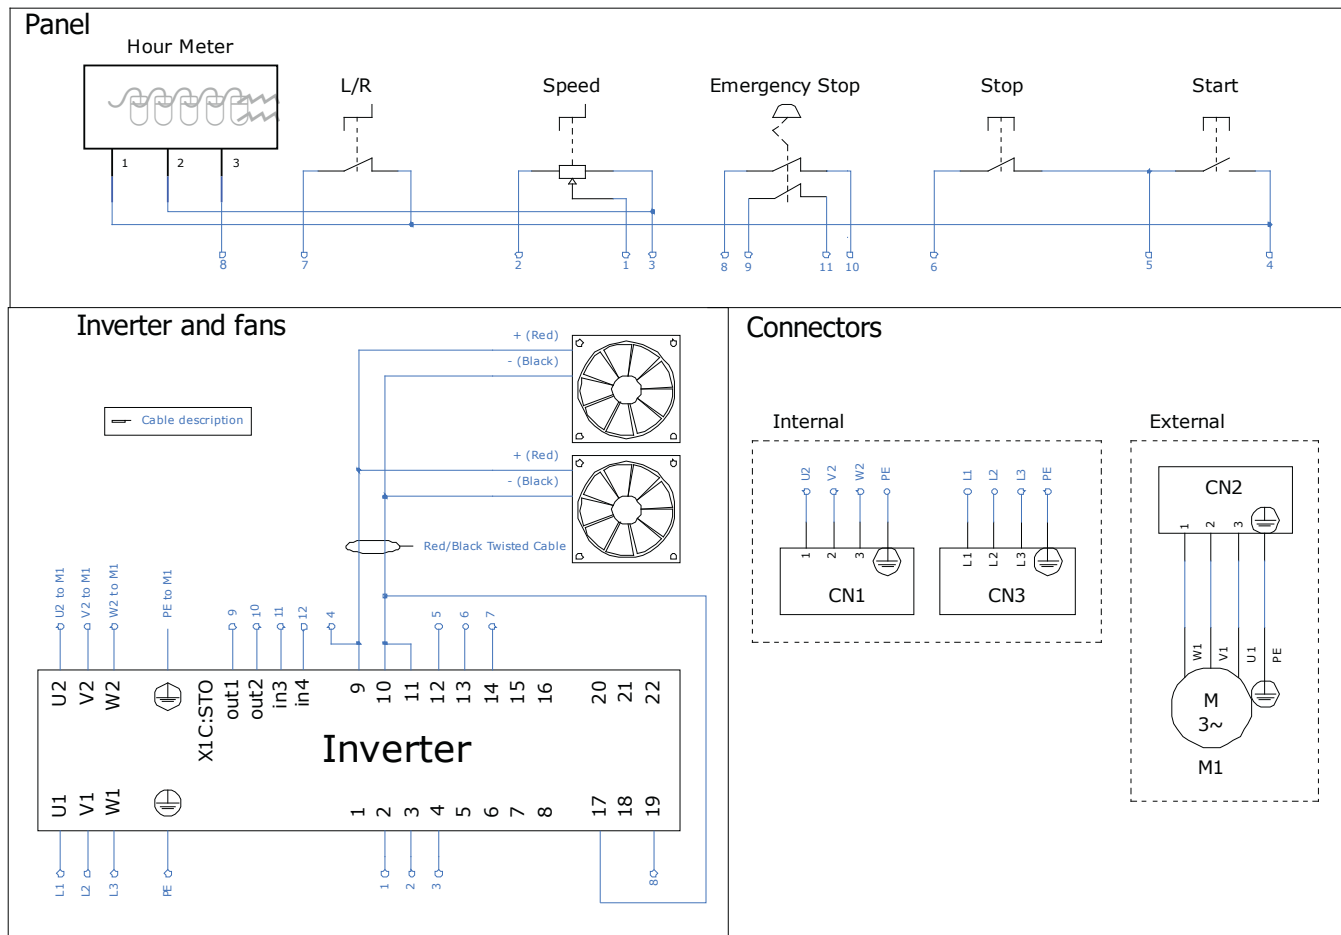 Panel
Hour Meter
L/R
Speed
Emergency Stop
Stop
Start
1
2
3
8
7
2
1
3
8
9
11
10
6
5
4
Inverter and fans
+ (Red)
- (Black)
Cable description
+ (Red)
- (Black)
Red/Black Twisted Cable
U2 to M1
V2 to M1
W2 to M1
PE to M1
9
10
11
12
4
5
6
7
U2
V2
W2
X1C:STO
out1
out2
in3
in4
9
10
11
12
13
14
15
16
20
21
22
Inverter
U1
V1
W1
1
2
3
4
5
6
7
8
17
18
19
L1
L2
L3
PE
1
2
3
8
Connectors
Internal
U2
V2
W2
PE
1
2
3
CN1
L1
L2
L3
PE
L1
L2
L3
CN3
External
CN2
1
2
3
W1
V1
U1
PE
M
3~
M1